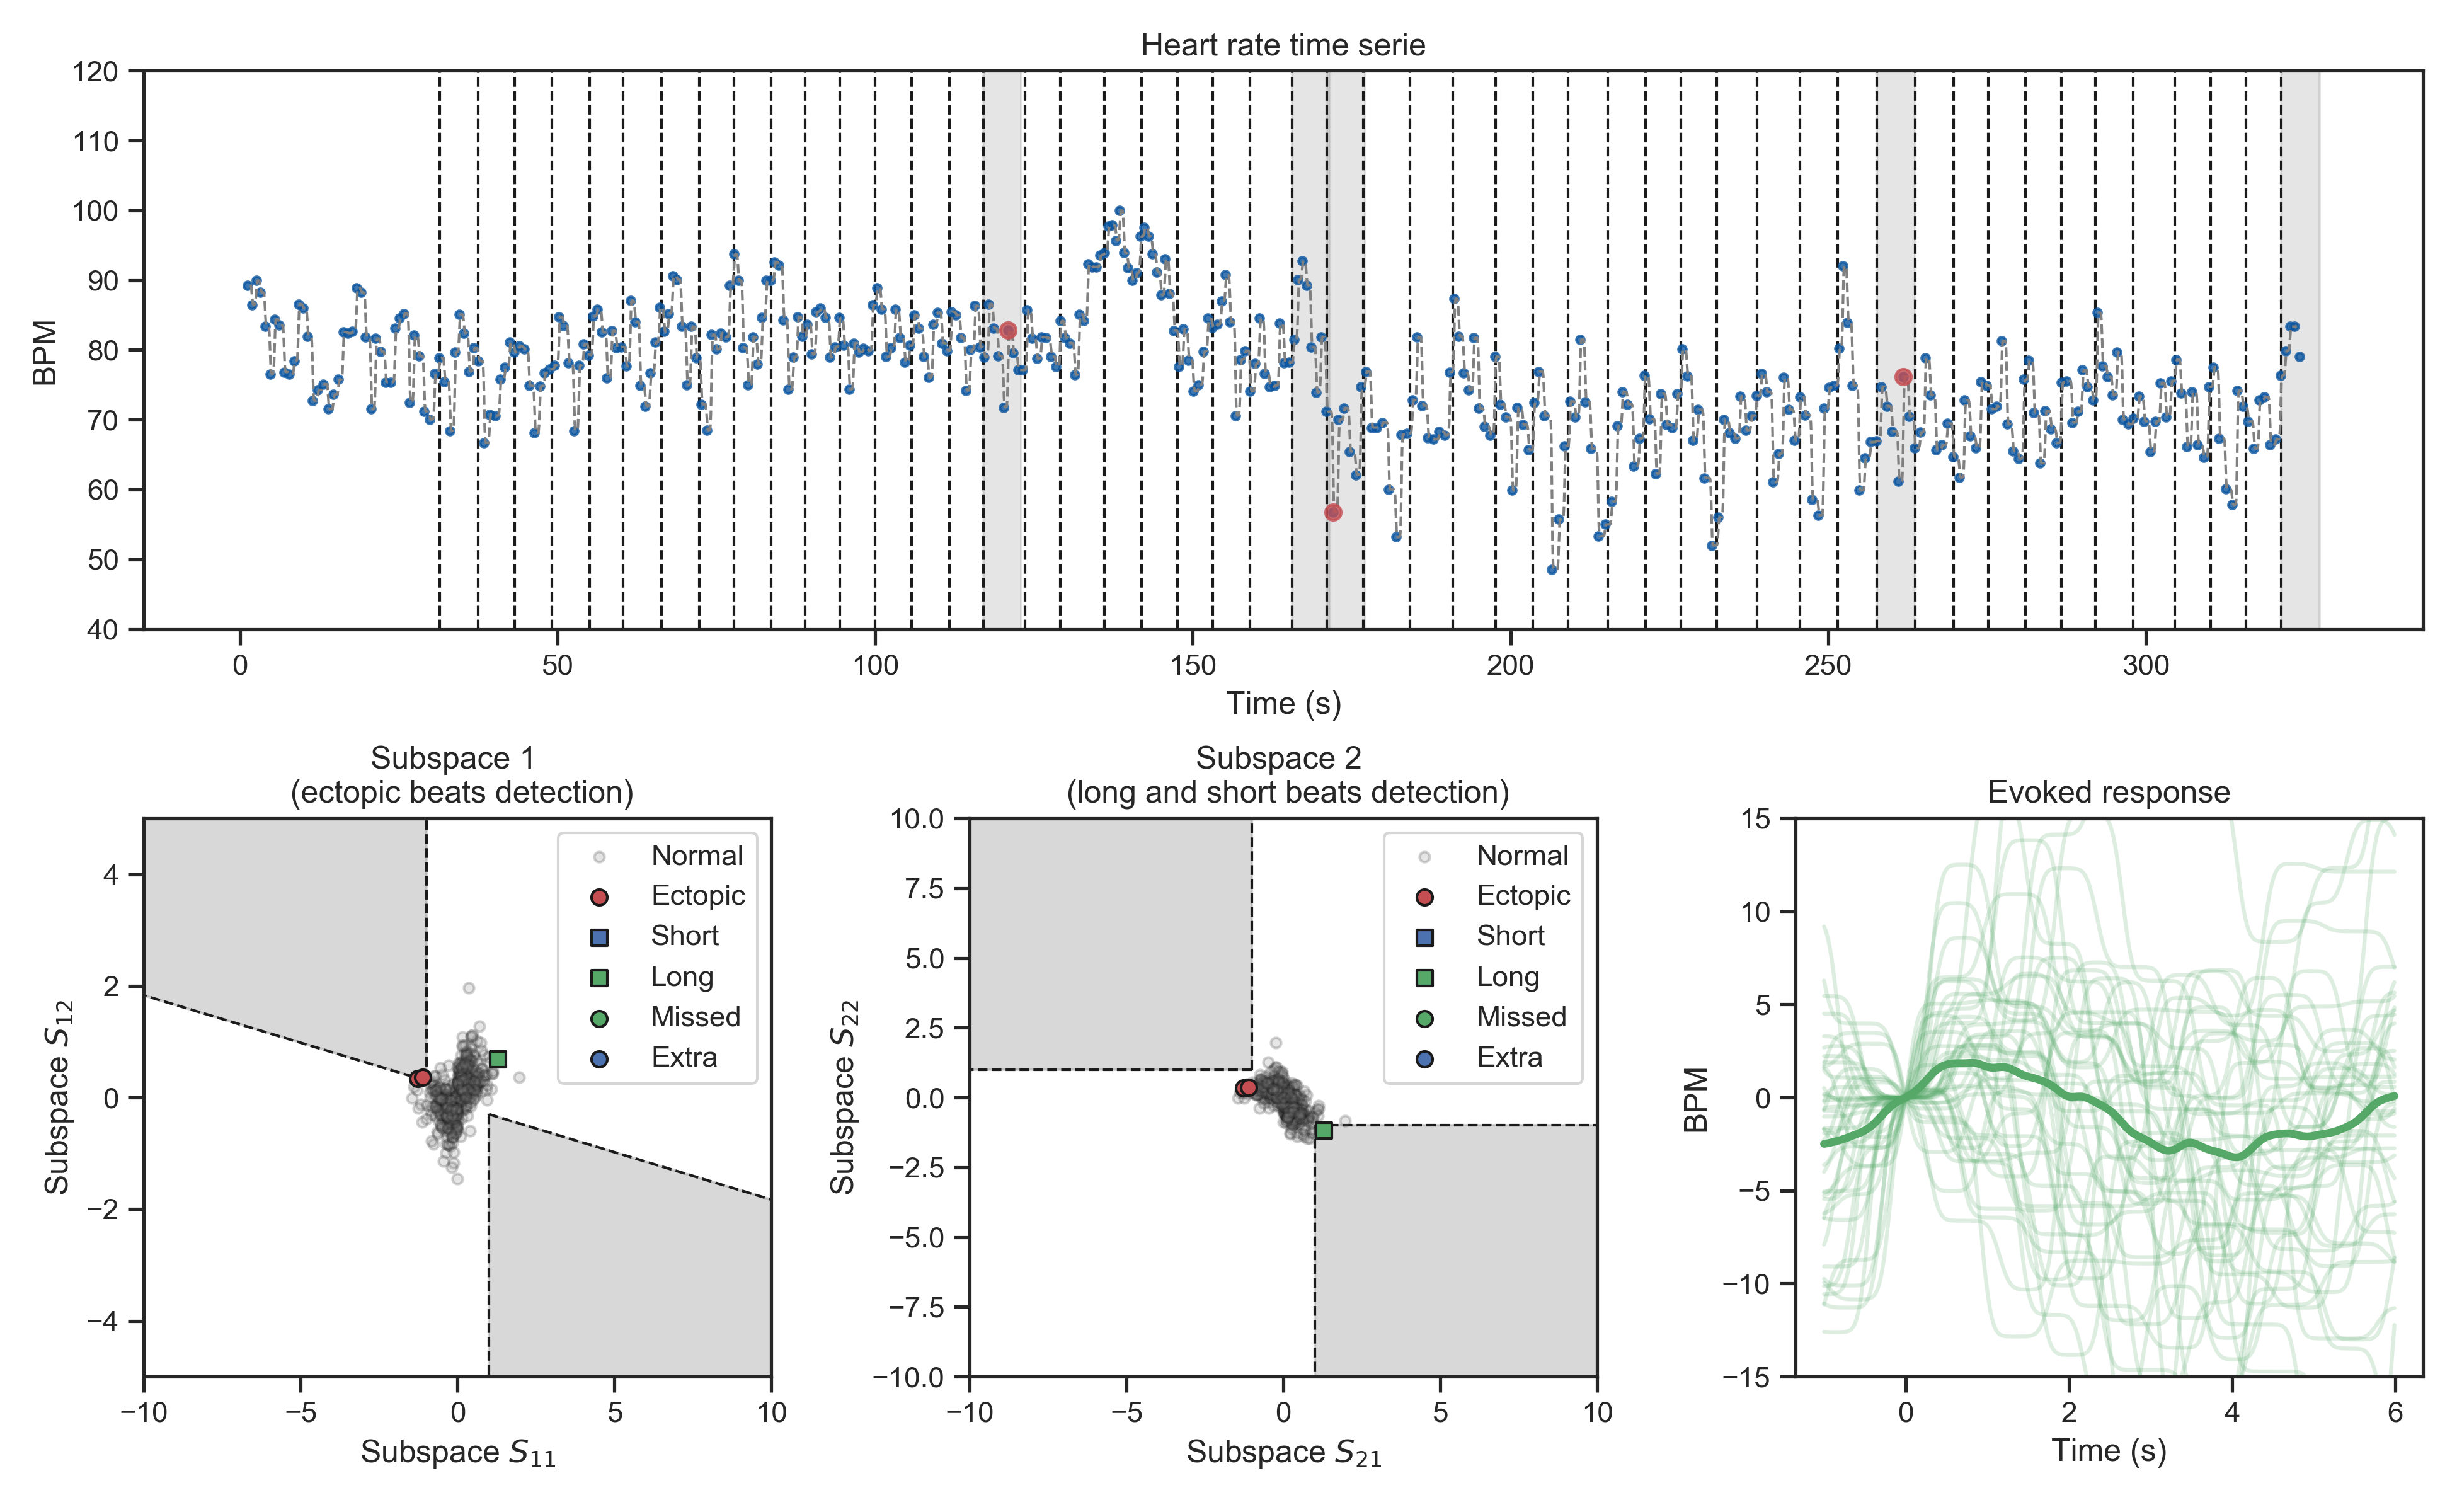 Heart rate time serie
120
110
100
90
80
70
60
50
40
BPM
0 50 100 150 200 250 300
Time (s)
Subspace 1
(ectopic beats detection)
4
2
0
−2
−4
Subspace S12
Normal
Ectopic
Short
Long
Missed
Extra
−10 −5 0 5 10
Subspace S11
Subspace 2
(long and short beats detection)
10.0
7.5
5.0
2.5
0.0
−2.5
−5.0
−7.5
−10.0
Subspace S22
Normal
Ectopic
Short
Long
Missed
Extra
−10 −5 0 5 10
Subspace S21
Evoked response
15
10
5
0
−5
−10
−15
BPM
0 2 4 6
Time (s)